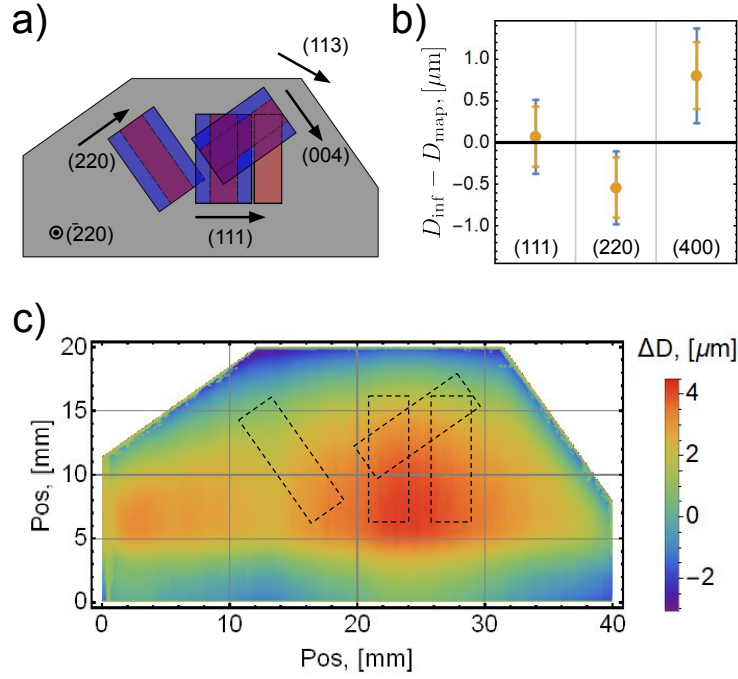 a)
(113)
(220)
(004)
(111)
(2̄20)
b)
D_inf − D_map, [μm]
1.0
0.5
0.0
−0.5
−1.0
(111) (220) (400)
c)
ΔD, [μm]
4
2
0
−2
Pos, [mm]
20
15
10
5
0
0 10 20 30 40
Pos, [mm]